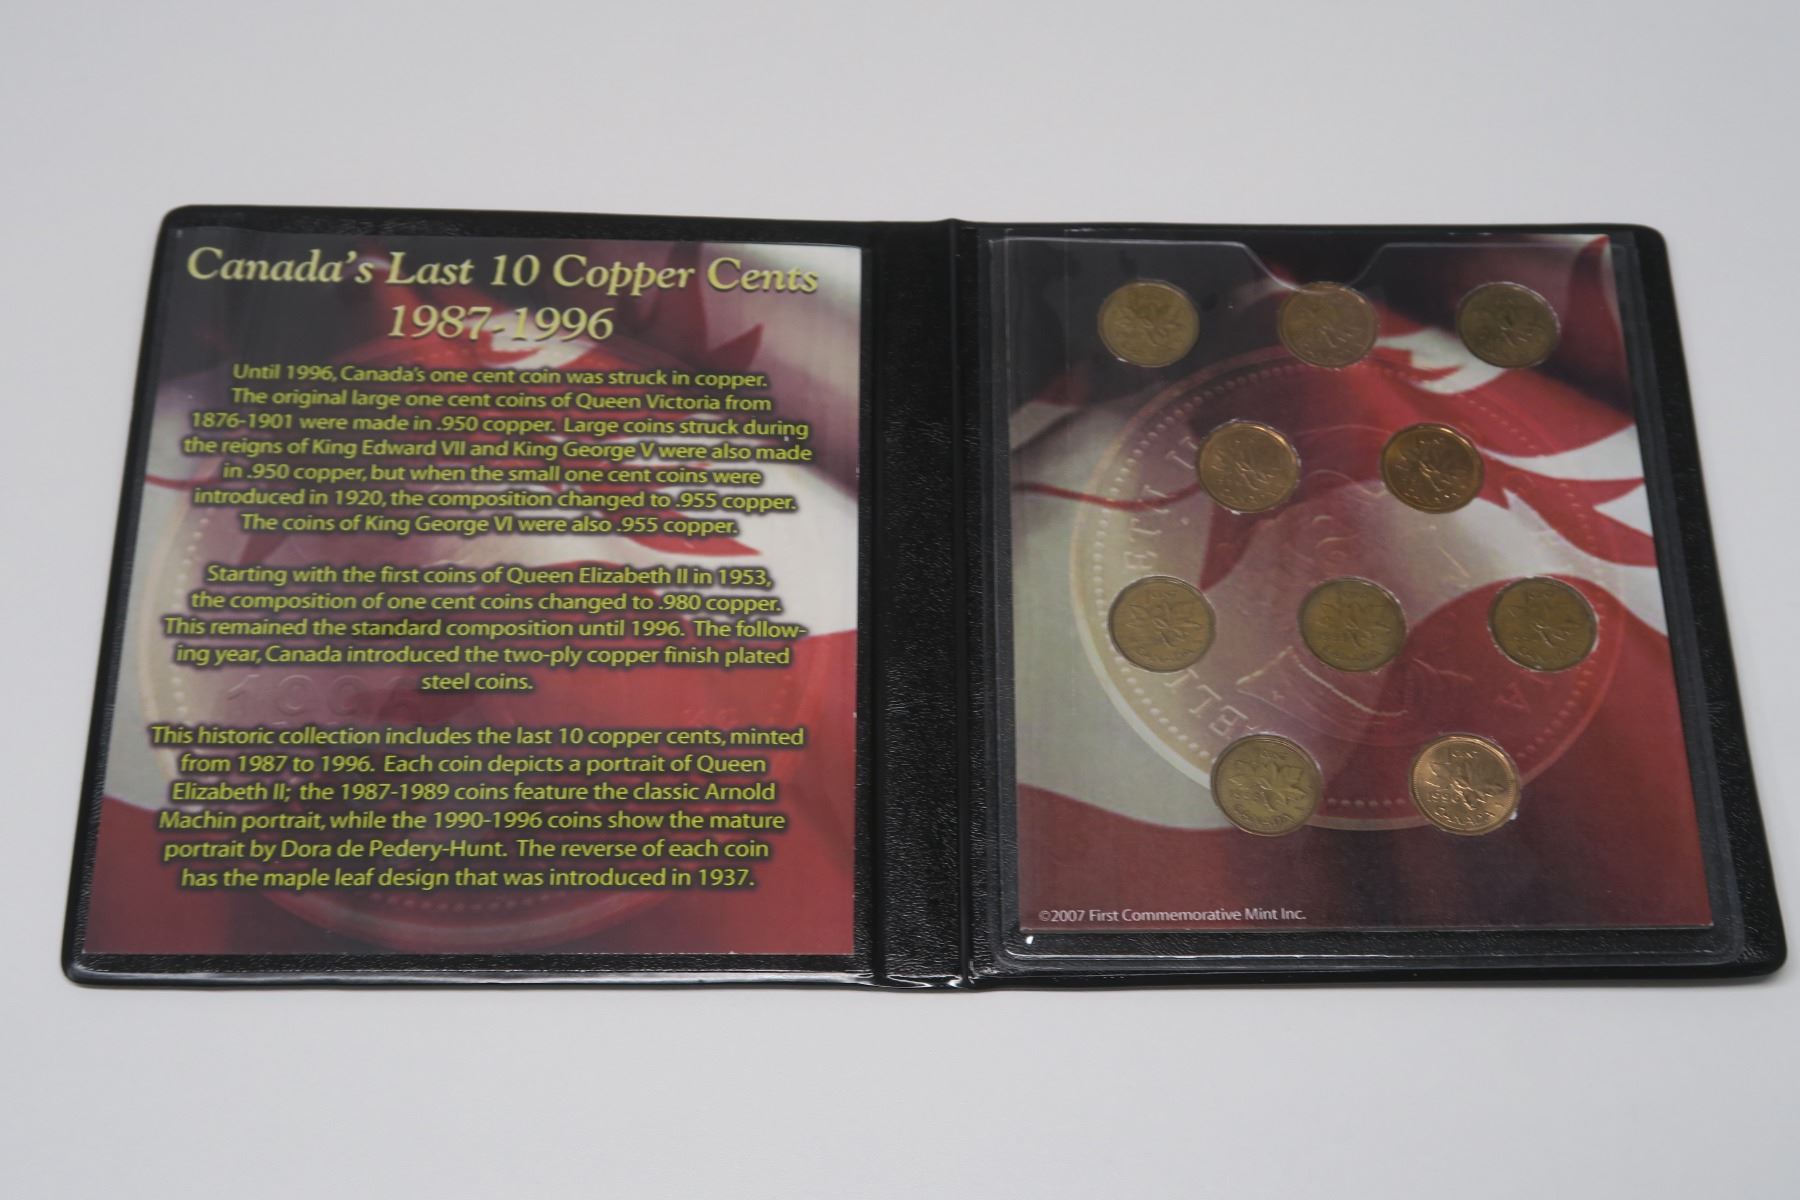 Canada's Last 10 Copper Cents
1987-1996
Until 1996, Canada's one cent coin was struck in copper.
The original large one cent coins of Queen Victoria from
1876-1901 were made in .950 copper. Large coins struck during
the reigns of King Edward VII and King George V were also made
in .950 copper, but when the small one cent coins were
introduced in 1920, the composition changed to .955 copper.
The coins of King George VI were also .955 copper.
Starting with the first coins of Queen Elizabeth II in 1953,
the composition of one cent coins changed to .980 copper.
This remained the standard composition until 1996. The follow-
ing year, Canada introduced the two-ply copper finish plated
steel coins.
This historic collection includes the last 10 copper cents, minted
from 1987 to 1996. Each coin depicts a portrait of Queen
Elizabeth II; the 1987-1989 coins feature the classic Arnold
Machin portrait, while the 1990-1996 coins show the mature
portrait by Dora de Pedery-Hunt. The reverse of each coin
has the maple leaf design that was introduced in 1937.
CANADA
CANADA
CANADA
CANADA
CANADA
CANADA
1996
CANADA
©2007 First Commemorative Mint Inc.